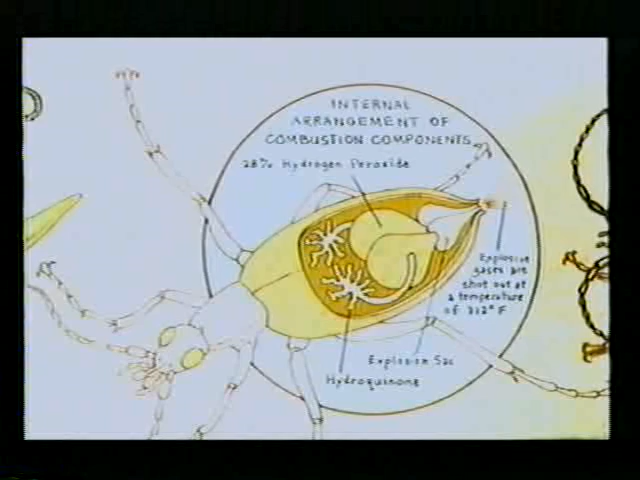 INTERNAL
ARRANGEMENT OF
COMBUSTION COMPONENTS
28% Hydrogen Peroxide
Explosive
gases are
shot out at
a temperature
of 212° F
Explosion Sac
Hydroquinone